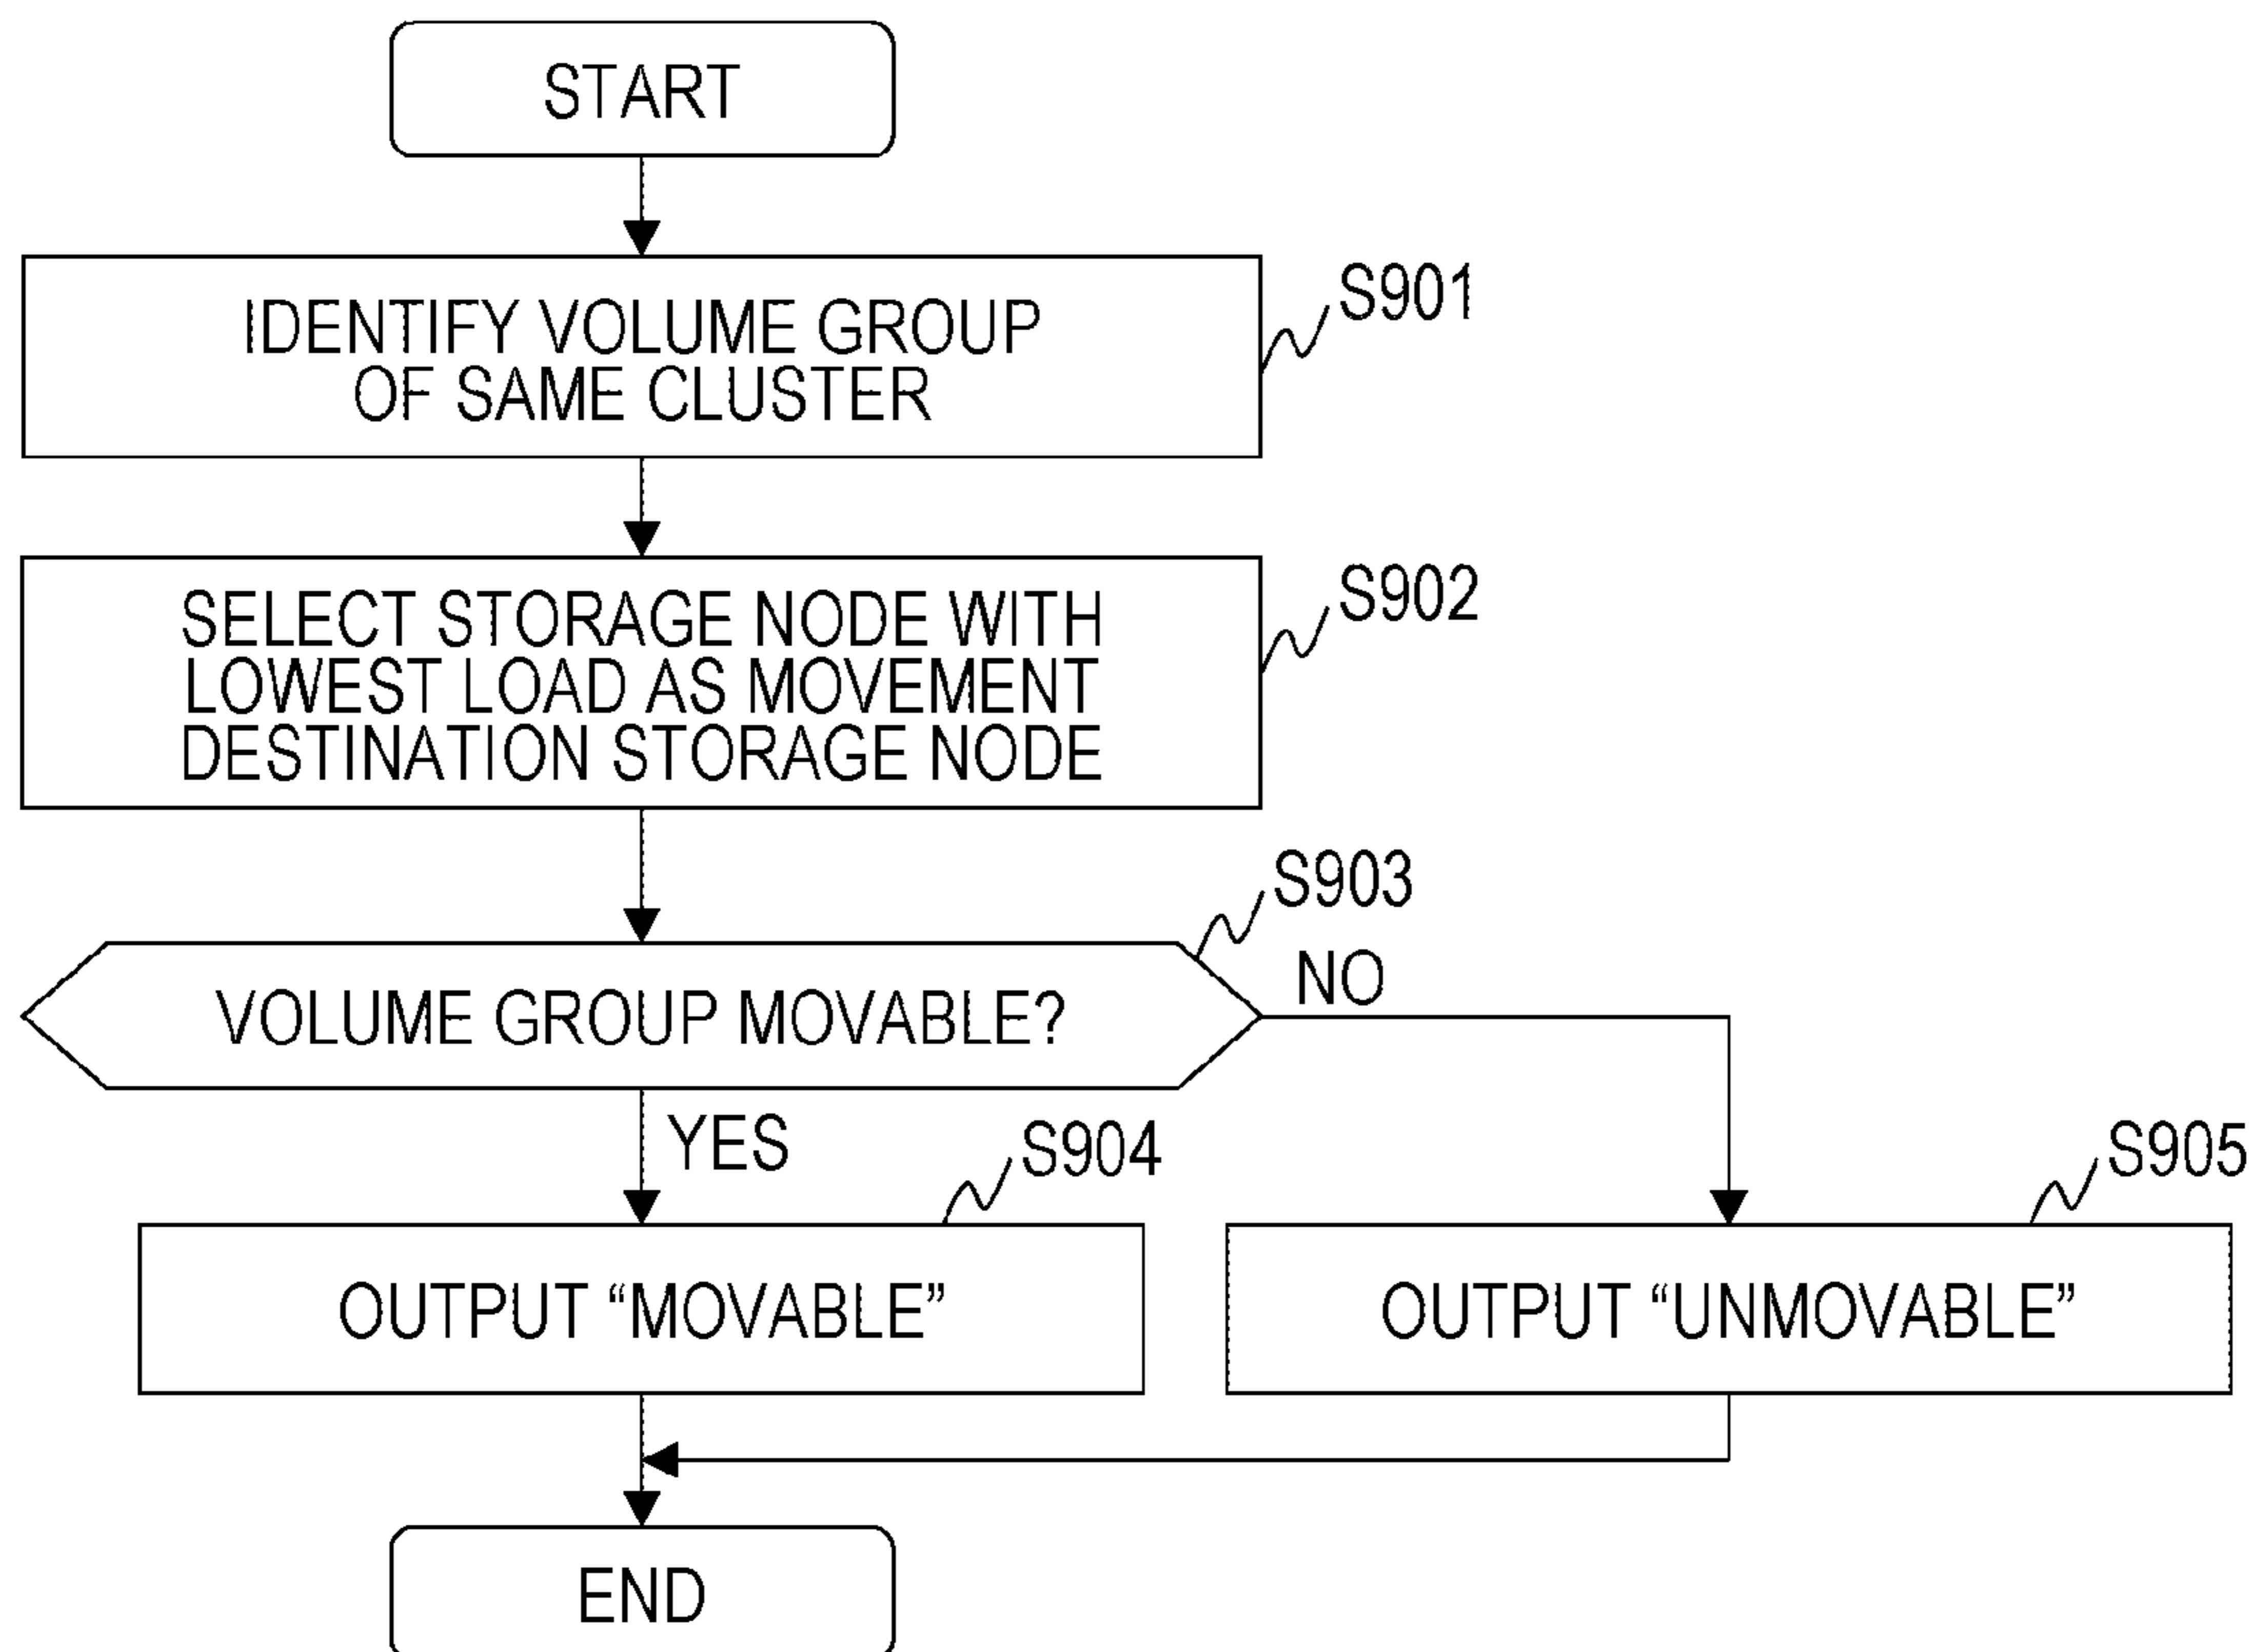 START
IDENTIFY VOLUME GROUP
OF SAME CLUSTER
S901
SELECT STORAGE NODE WITH
LOWEST LOAD AS MOVEMENT
DESTINATION STORAGE NODE
S902
S903
VOLUME GROUP MOVABLE?
NO
YES
S904
S905
OUTPUT “MOVABLE”
OUTPUT “UNMOVABLE”
END